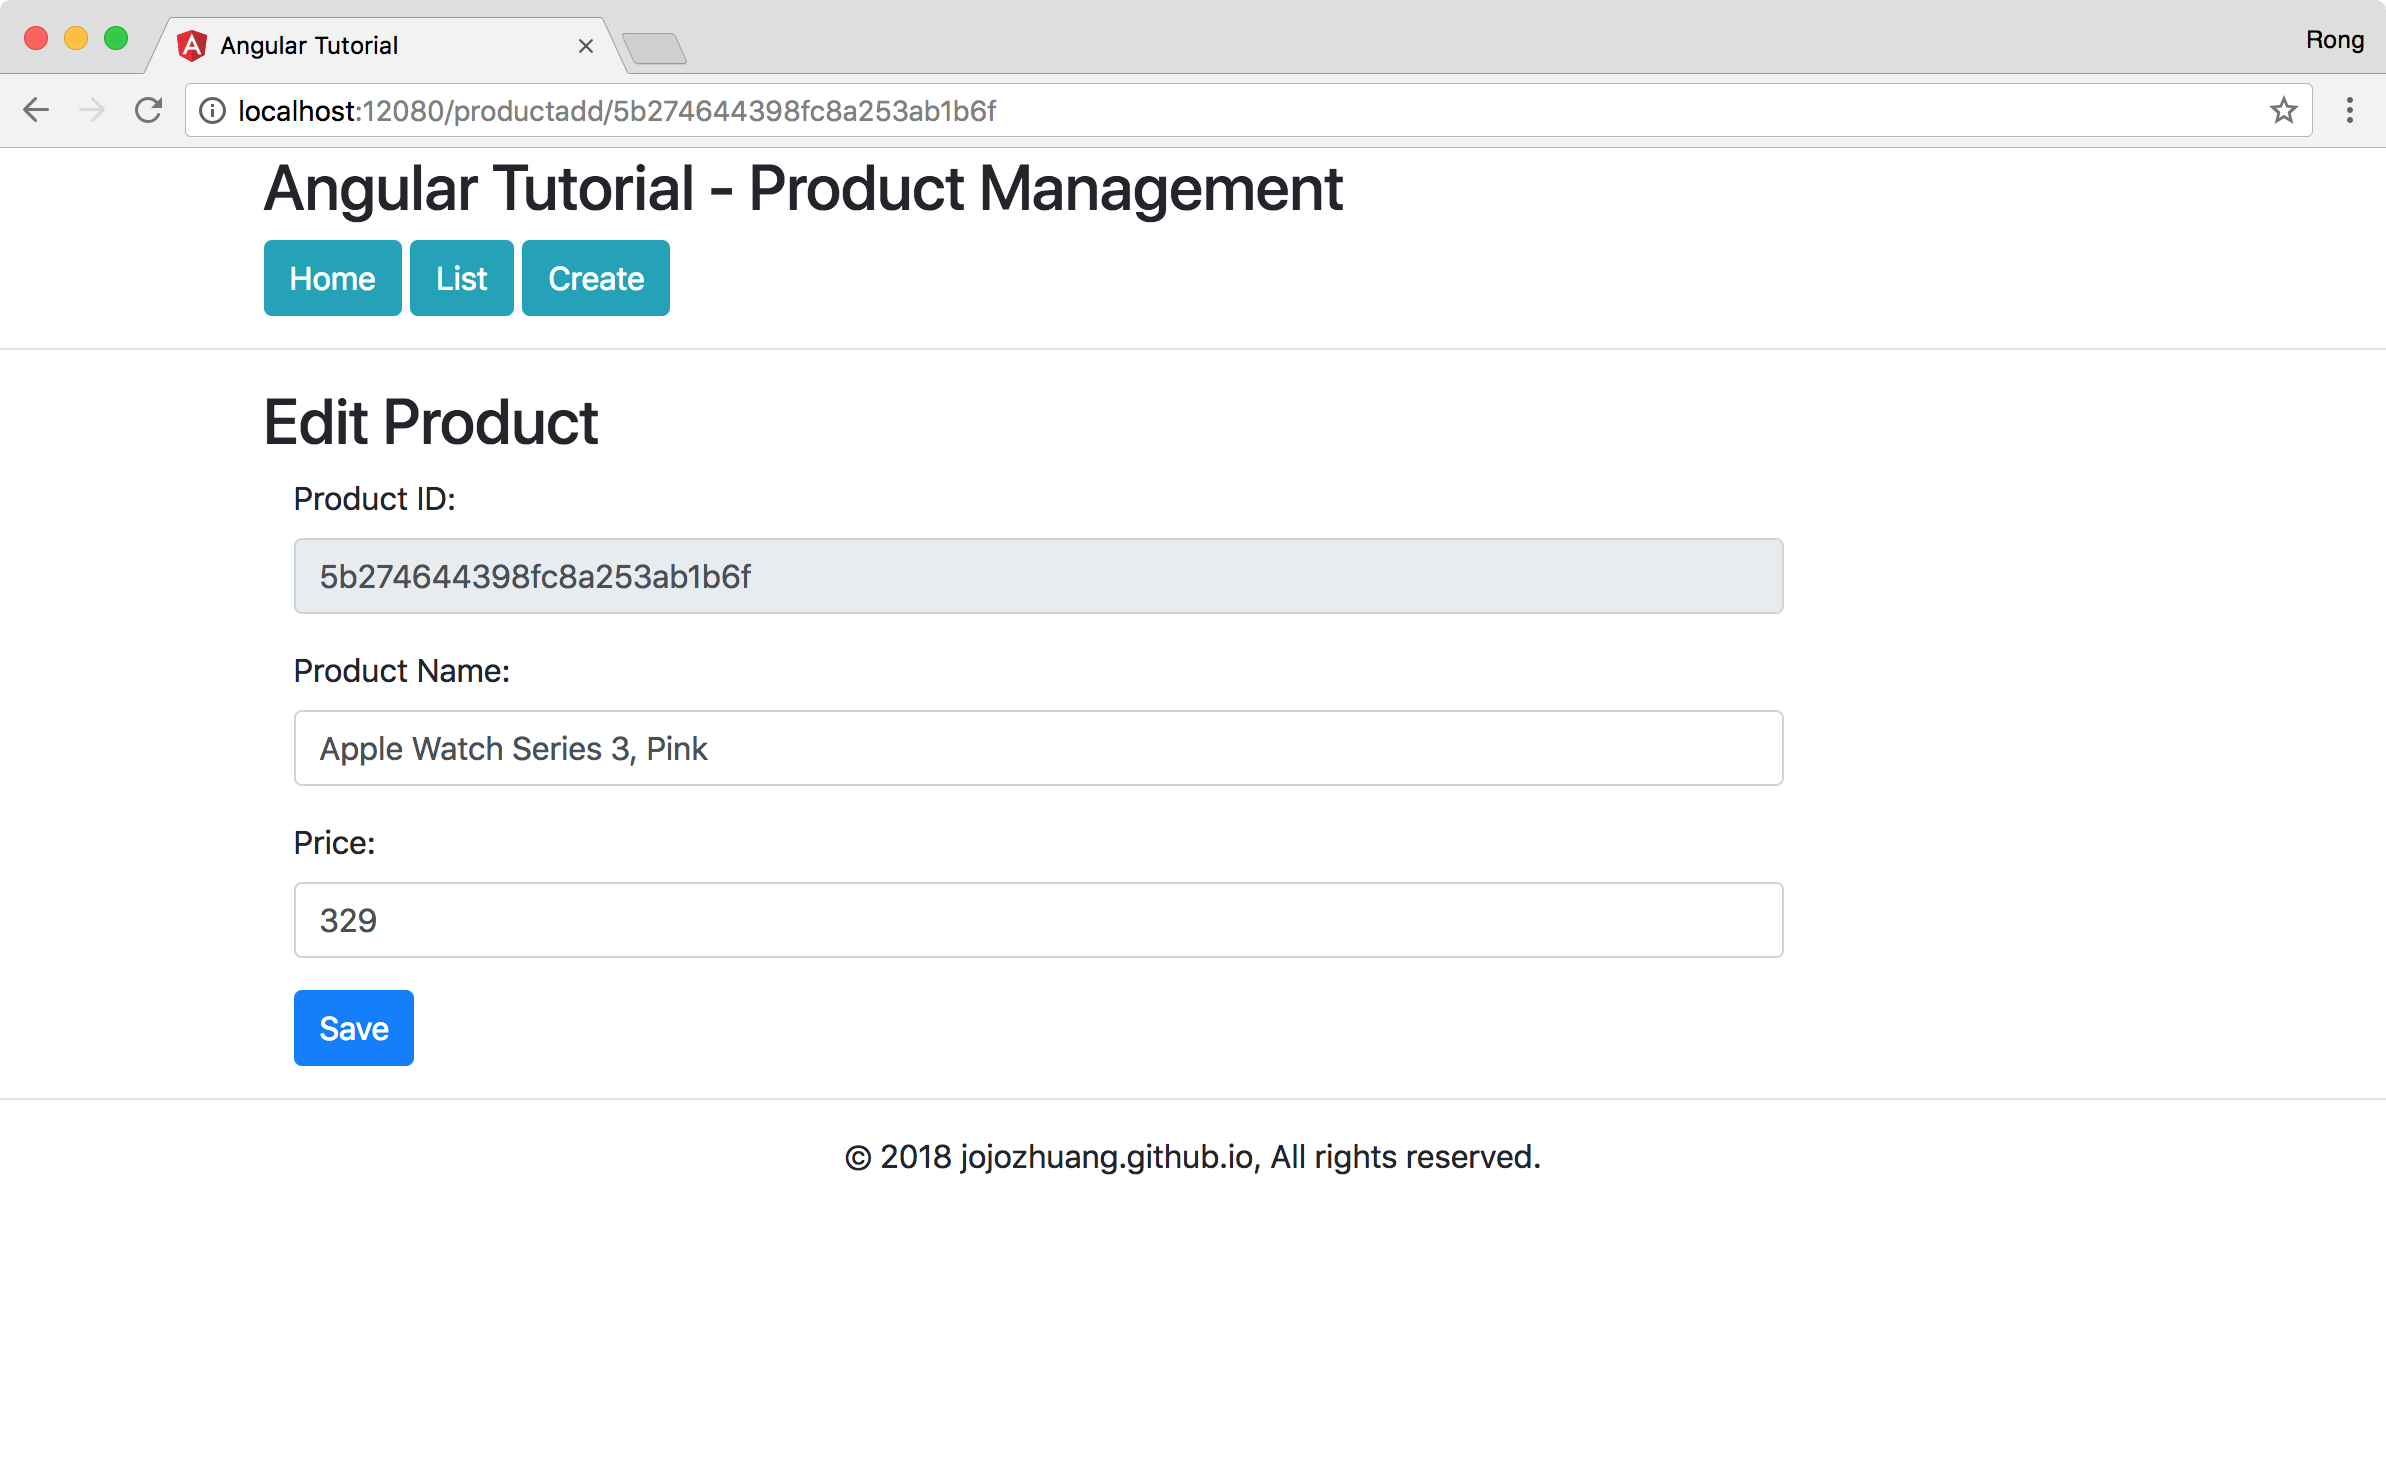 Angular Tutorial
Rong
localhost:12080/productadd/5b274644398fc8a253ab1b6f
Angular Tutorial - Product Management
Home List Create
Edit Product
Product ID:
5b274644398fc8a253ab1b6f
Product Name:
Apple Watch Series 3, Pink
Price:
329
Save
© 2018 jojozhuang.github.io, All rights reserved.